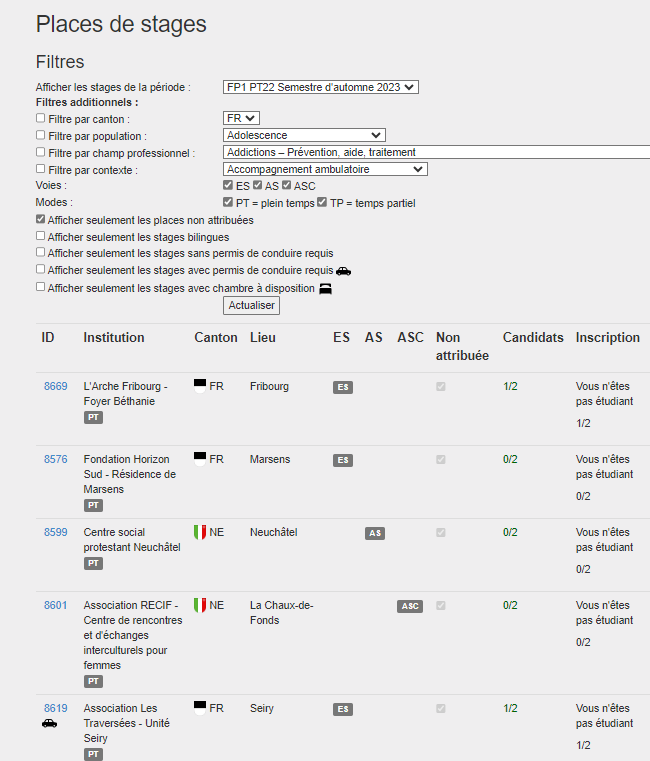 Places de stages
Filtres
Afficher les stages de la période : FP1 PT22 Semestre d'automne 2023
Filtres additionnels :
Filtre par canton : FR
Filtre par population : Adolescence
Filtre par champ professionnel : Addictions – Prévention, aide, traitement
Filtre par contexte : Accompagnement ambulatoire
Voies : ES AS ASC
Modes : PT = plein temps TP = temps partiel
Afficher seulement les places non attribuées
Afficher seulement les stages bilingues
Afficher seulement les stages sans permis de conduire requis
Afficher seulement les stages avec permis de conduire requis
Afficher seulement les stages avec chambre à disposition
Actualiser
ID Institution Canton Lieu ES AS ASC Non Candidats Inscription
attribuée
8669 L'Arche Fribourg - FR Fribourg ES 1/2 Vous n'êtes
Foyer Béthanie pas étudiant
PT 1/2
8576 Fondation Horizon FR Marsens ES 0/2 Vous n'êtes
Sud - Résidence de pas étudiant
Marsens 0/2
PT
8599 Centre social NE Neuchâtel AS 0/2 Vous n'êtes
protestant Neuchâtel pas étudiant
PT 0/2
8601 Association RECIF - NE La Chaux-de- ASC 0/2 Vous n'êtes
Centre de rencontres Fonds pas étudiant
et d'échanges 0/2
interculturels pour
femmes
PT
8619 Association Les FR Seiry ES 1/2 Vous n'êtes
Traversées - Unité pas étudiant
Seiry 1/2
PT